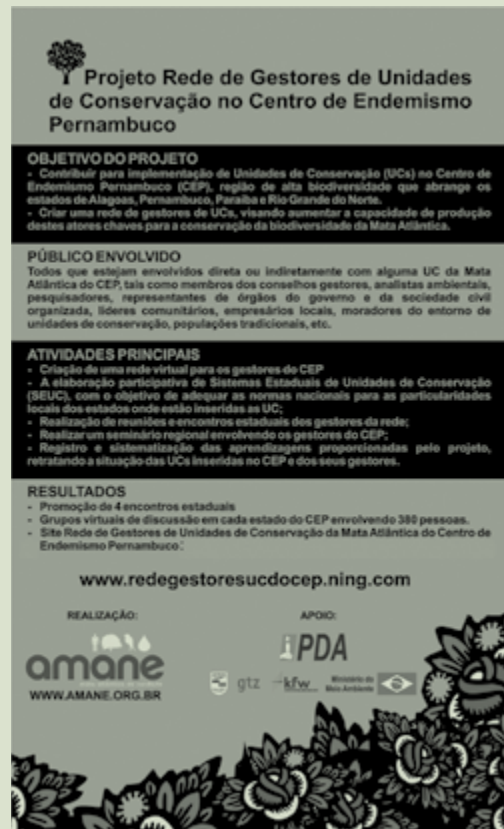 Projeto Rede de Gestores de Unidades
de Conservação no Centro de Endemismo
Pernambuco
OBJETIVO DO PROJETO
- Contribuir para implementação de Unidades de Conservação (UCs) no Centro de
Endemismo Pernambuco (CEP), região de alta biodiversidade que abrange os
estados de Alagoas, Pernambuco, Paraíba e Rio Grande do Norte.
- Criar uma rede de gestores de UCs, visando aumentar a capacidade de produção
destes atores chaves para a conservação da biodiversidade da Mata Atlântica.
PÚBLICO ENVOLVIDO
Todos que estejam envolvidos direta ou indiretamente com alguma UC da Mata
Atlântica do CEP, tais como membros dos conselhos gestores, analistas ambientais,
pesquisadores, representantes de órgãos do governo e da sociedade civil
organizada, líderes comunitários, empresários locais, moradores do entorno de
unidades de conservação, populações tradicionais, etc.
ATIVIDADES PRINCIPAIS
- Criação de uma rede virtual para os gestores do CEP
- A elaboração participativa de Sistemas Estaduais de Unidades de Conservação
(SEUC), com o objetivo de adequar as normas nacionais para as particularidades
locais dos estados onde estão inseridas as UC;
- Realização de reuniões e encontros estaduais dos gestores da rede;
- Realizar um seminário regional envolvendo os gestores do CEP;
- Registro e sistematização das aprendizagens proporcionadas pelo projeto,
retratando a situação das UCs inseridas no CEP e dos seus gestores.
RESULTADOS
- Promoção de 4 encontros estaduais
- Grupos virtuais de discussão em cada estado do CEP envolvendo 380 pessoas.
- Site Rede de Gestores de Unidades de Conservação da Mata Atlântica do Centro de
Endemismo Pernambuco:
www.redegestoresucdocep.ning.com
REALIZAÇÃO: APOIO:
amane PDA
gtz kfw Ministério do
Meio Ambiente
WWW.AMANE.ORG.BR